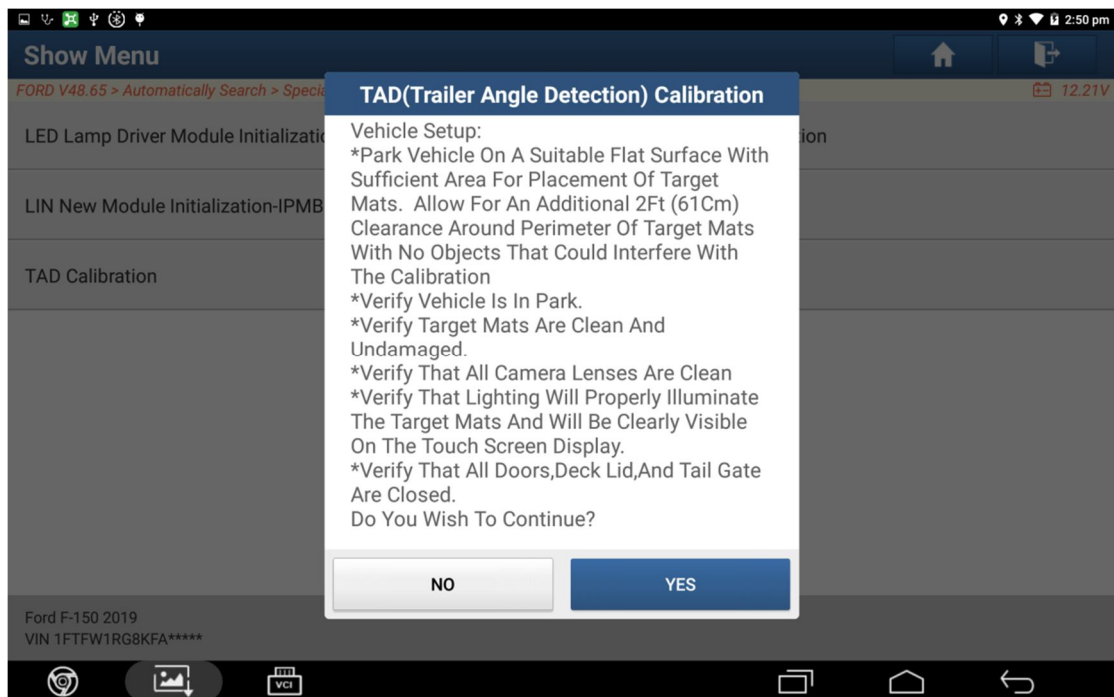 2:50 pm
Show Menu
FORD V48.65 > Automatically Search > Specia
12.21V
TAD(Trailer Angle Detection) Calibration
LED Lamp Driver Module Initializatio
ion
LIN New Module Initialization-IPMB
TAD Calibration
Vehicle Setup:
*Park Vehicle On A Suitable Flat Surface With
Sufficient Area For Placement Of Target
Mats.  Allow For An Additional 2Ft (61Cm)
Clearance Around Perimeter Of Target Mats
With No Objects That Could Interfere With
The Calibration
*Verify Vehicle Is In Park.
*Verify Target Mats Are Clean And
Undamaged.
*Verify That All Camera Lenses Are Clean
*Verify That Lighting Will Properly Illuminate
The Target Mats And Will Be Clearly Visible
On The Touch Screen Display.
*Verify That All Doors,Deck Lid,And Tail Gate
Are Closed.
Do You Wish To Continue?
NO
YES
Ford F-150 2019
VIN 1FTFW1RG8KFA*****
VCI